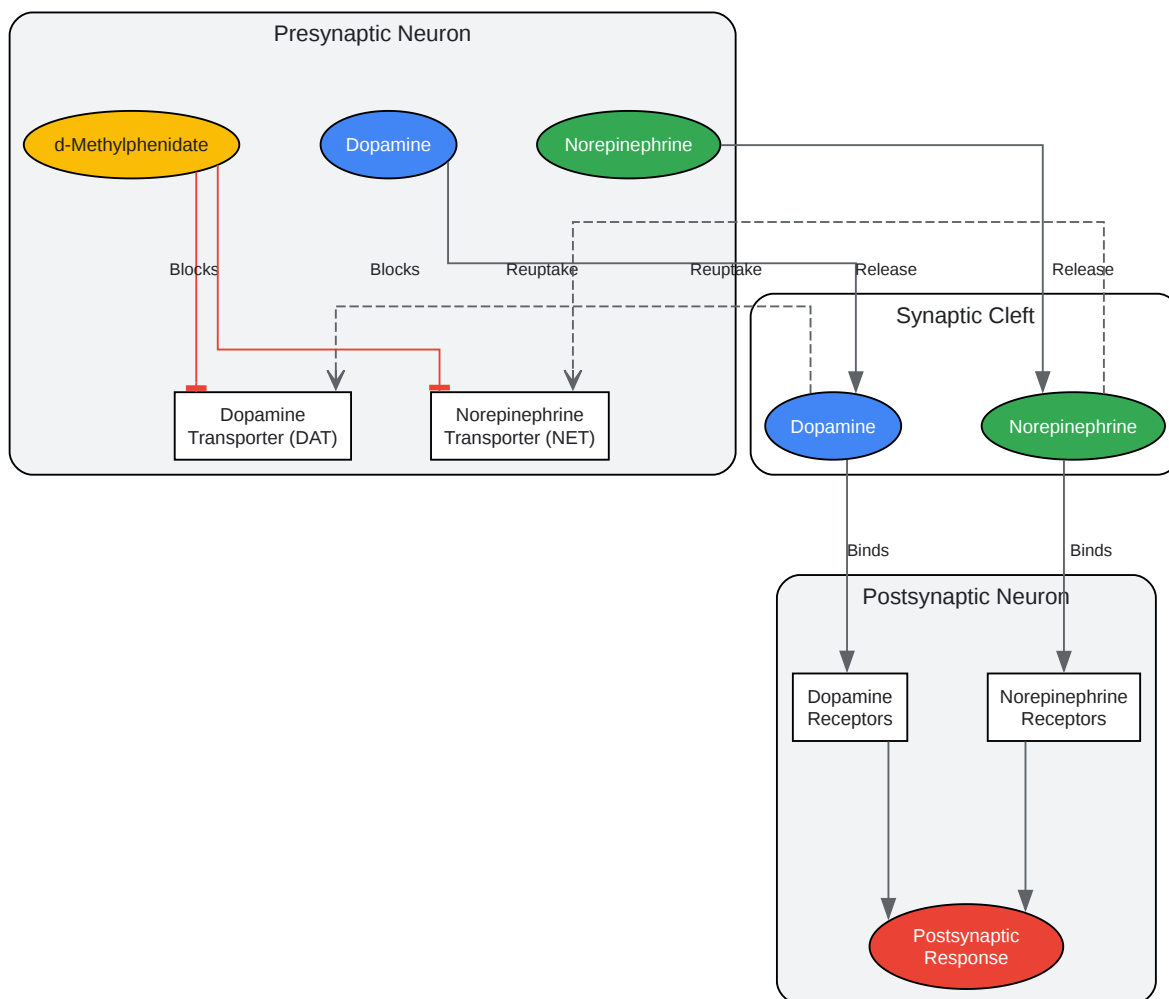 Presynaptic Neuron
d-Methylphenidate
Dopamine
Norepinephrine
Blocks
Blocks
Reuptake
Reuptake
Release
Release
Synaptic Cleft
Dopamine
Transporter (DAT)
Norepinephrine
Transporter (NET)
Dopamine
Norepinephrine
Binds
Binds
Postsynaptic Neuron
Dopamine
Receptors
Norepinephrine
Receptors
Postsynaptic
Response